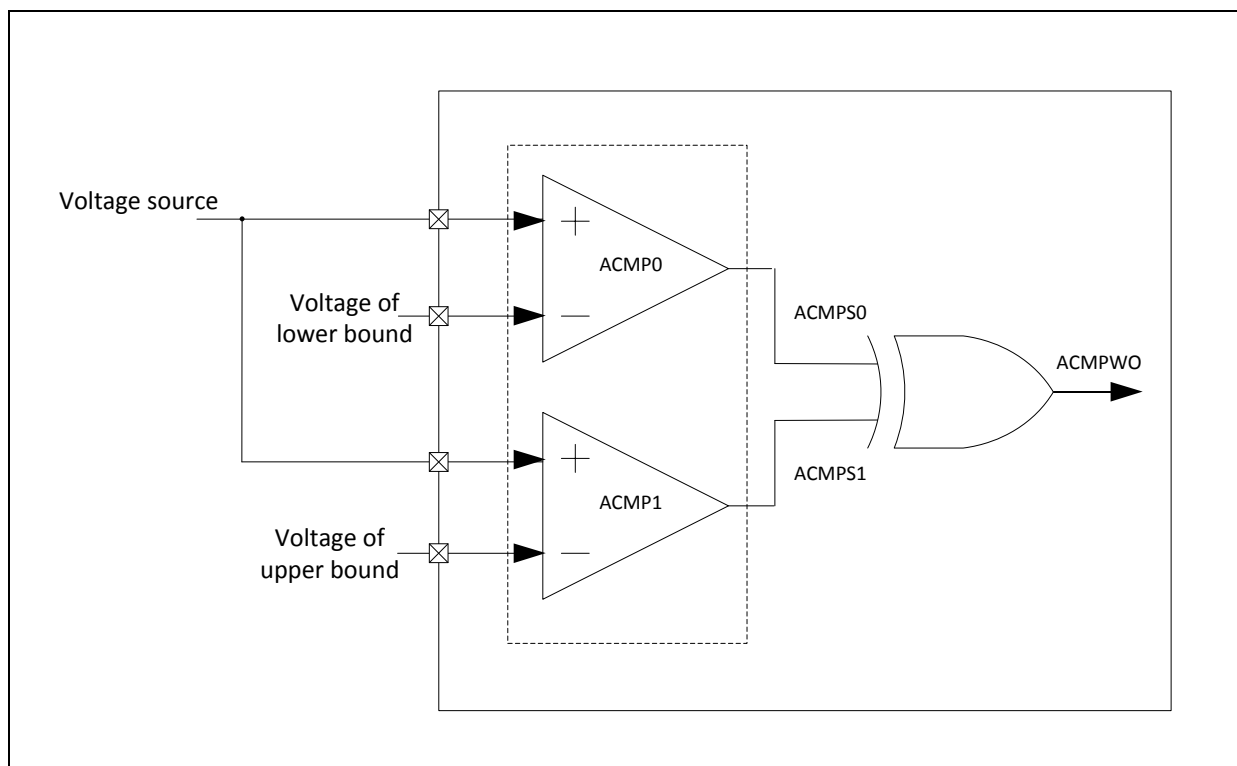 Voltage source
+
ACMP0
Voltage of
lower bound
−
ACMPS0
ACMPWO
+
ACMPS1
ACMP1
Voltage of
upper bound
−